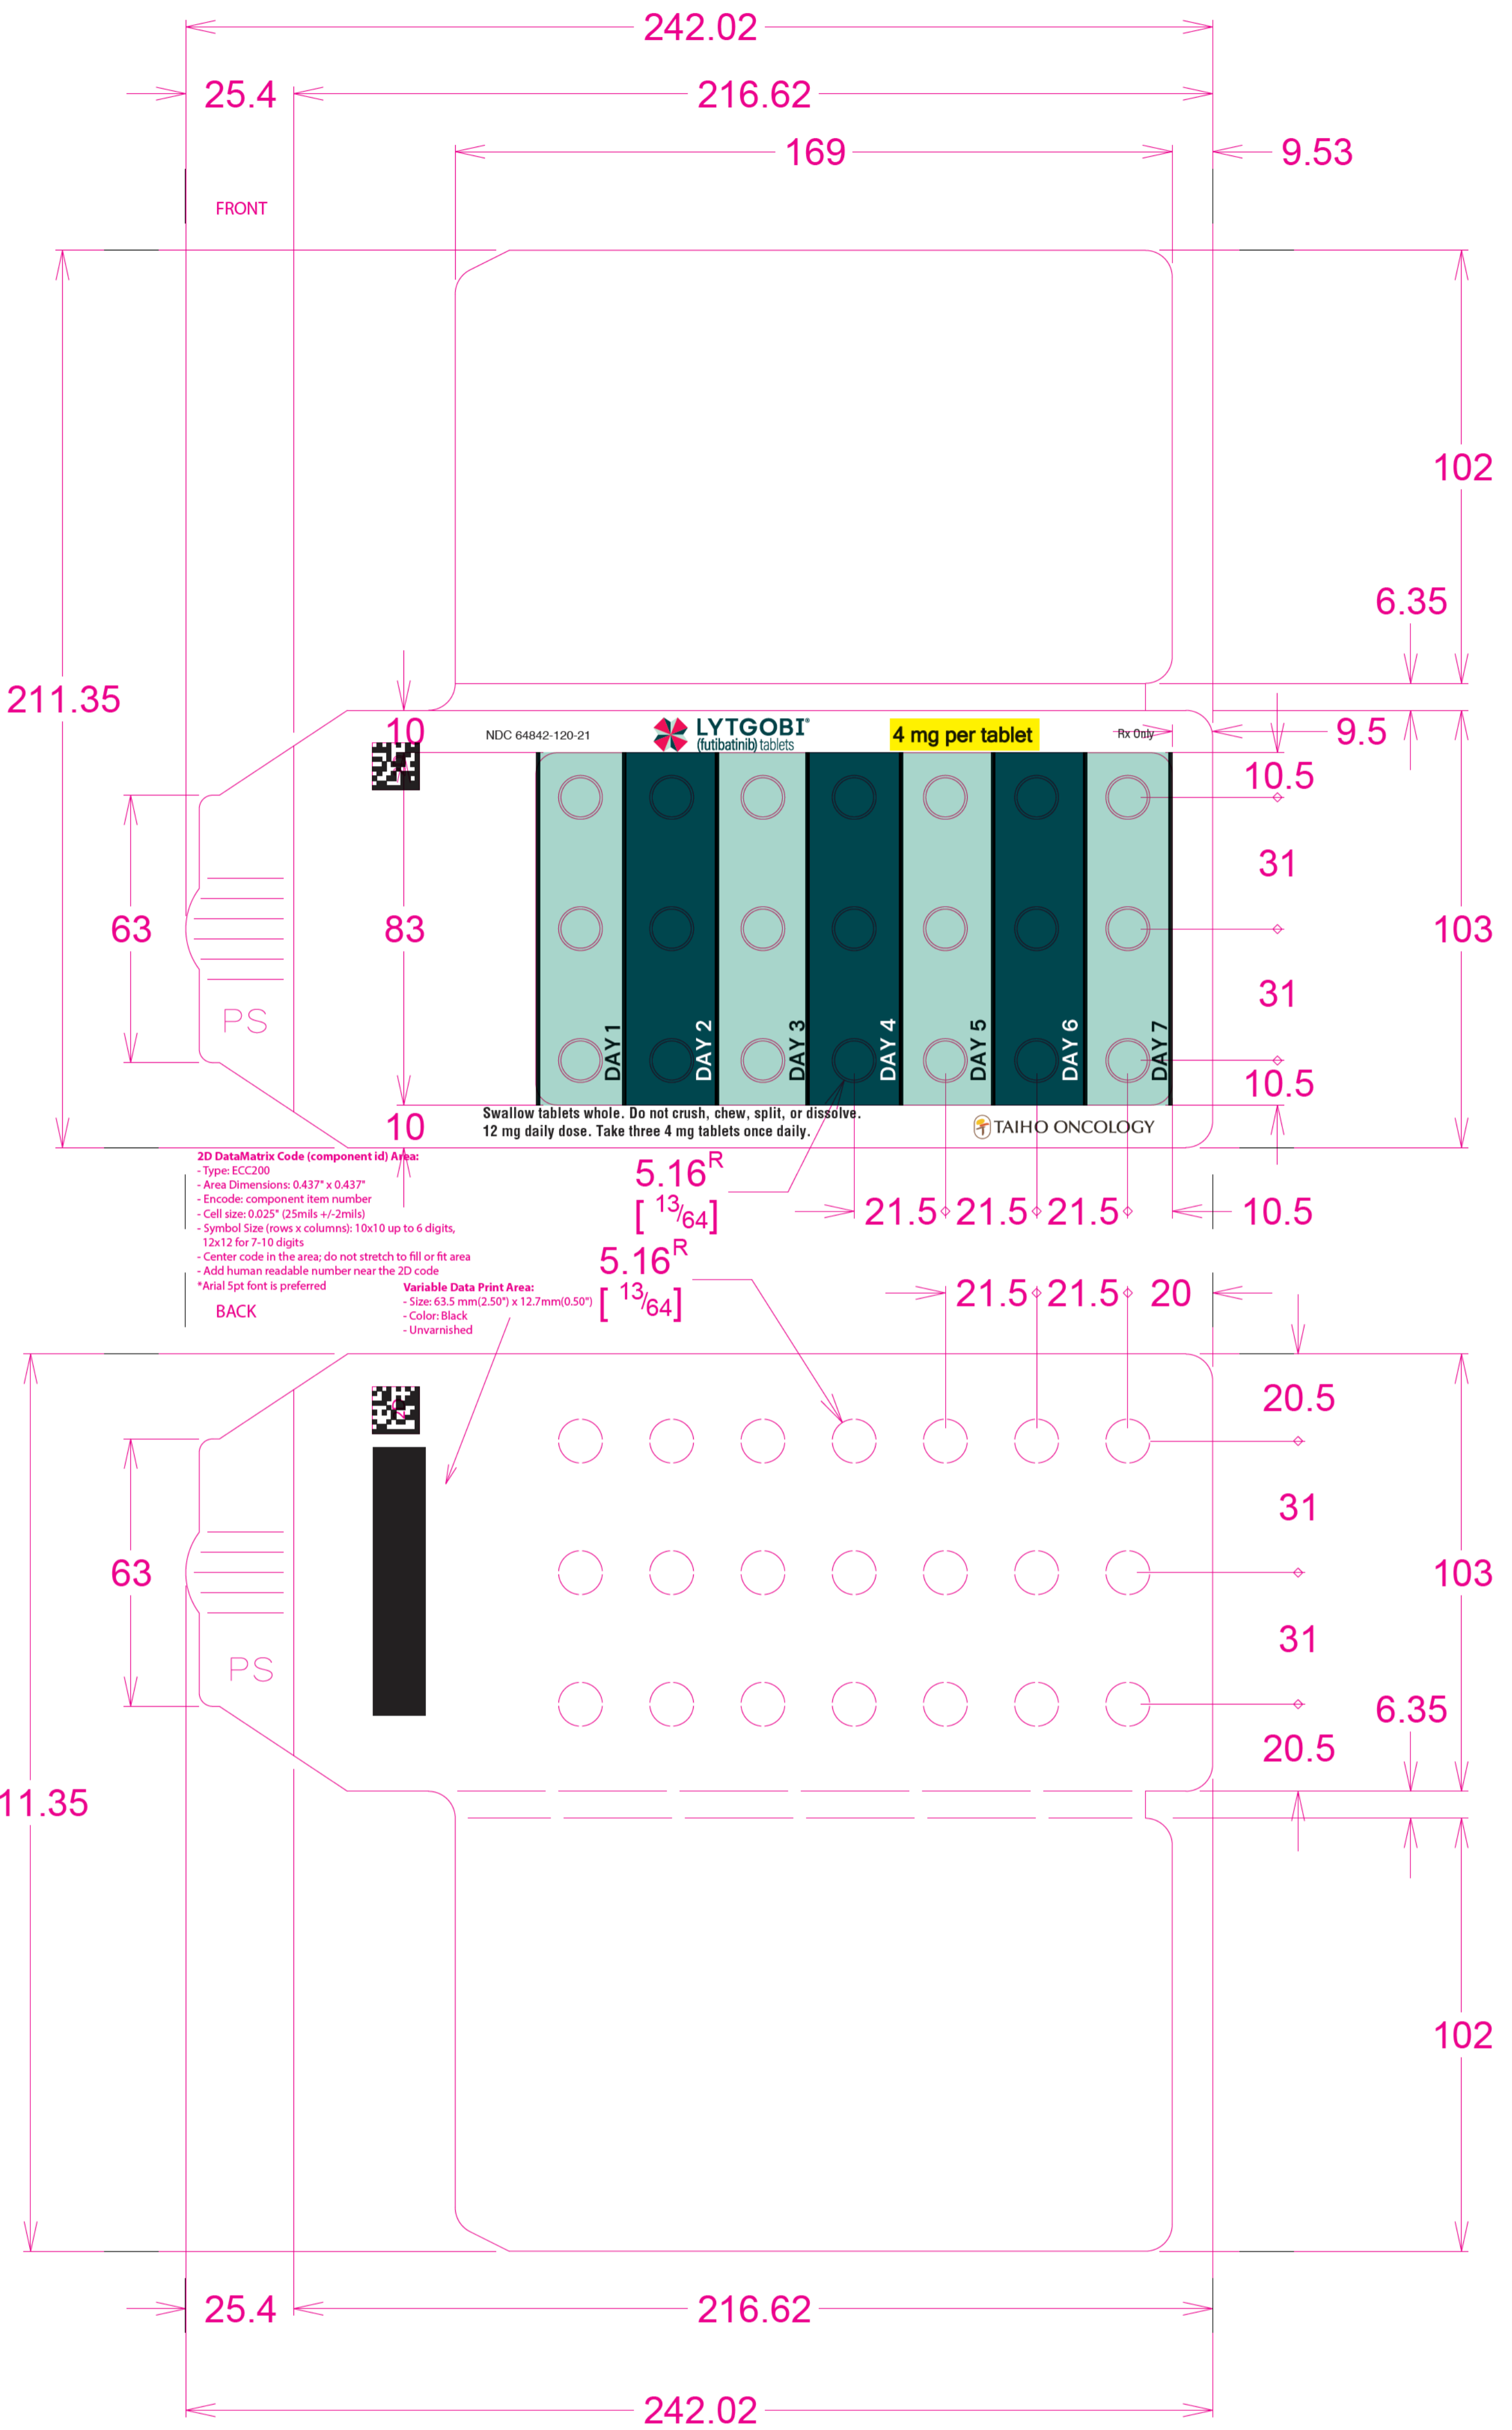 242.02
25.4
216.62
169
9.53
FRONT
102
6.35
211.35
10
NDC 64842-120-21
LYTGOBI®
(futibatinib) tablets
4 mg per tablet
Rx Only
9.5
10.5
31
63
83
103
31
PS
DAY 1
DAY 2
DAY 3
DAY 4
DAY 5
DAY 6
DAY 7
10.5
10
Swallow tablets whole. Do not crush, chew, split, or dissolve.
12 mg daily dose. Take three 4 mg tablets once daily.
TAIHO ONCOLOGY
2D DataMatrix Code (component id) Area:
- Type: ECC200
- Area Dimensions: 0.437" x 0.437"
- Encode: component item number
- Cell size: 0.025" (25mils +/-2mils)
- Symbol Size (rows x columns): 10x10 up to 6 digits,
12x12 for 7-10 digits
- Center code in the area; do not stretch to fill or fit area
- Add human readable number near the 2D code
*Arial 5pt font is preferred
5.16R
[ 13/64]
21.5
21.5
21.5
10.5
5.16R
[ 13/64]
Variable Data Print Area:
- Size: 63.5 mm(2.50") x 12.7mm(0.50")
- Color: Black
- Unvarnished
21.5
21.5
20
BACK
20.5
31
63
103
31
PS
6.35
20.5
11.35
102
25.4
216.62
242.02